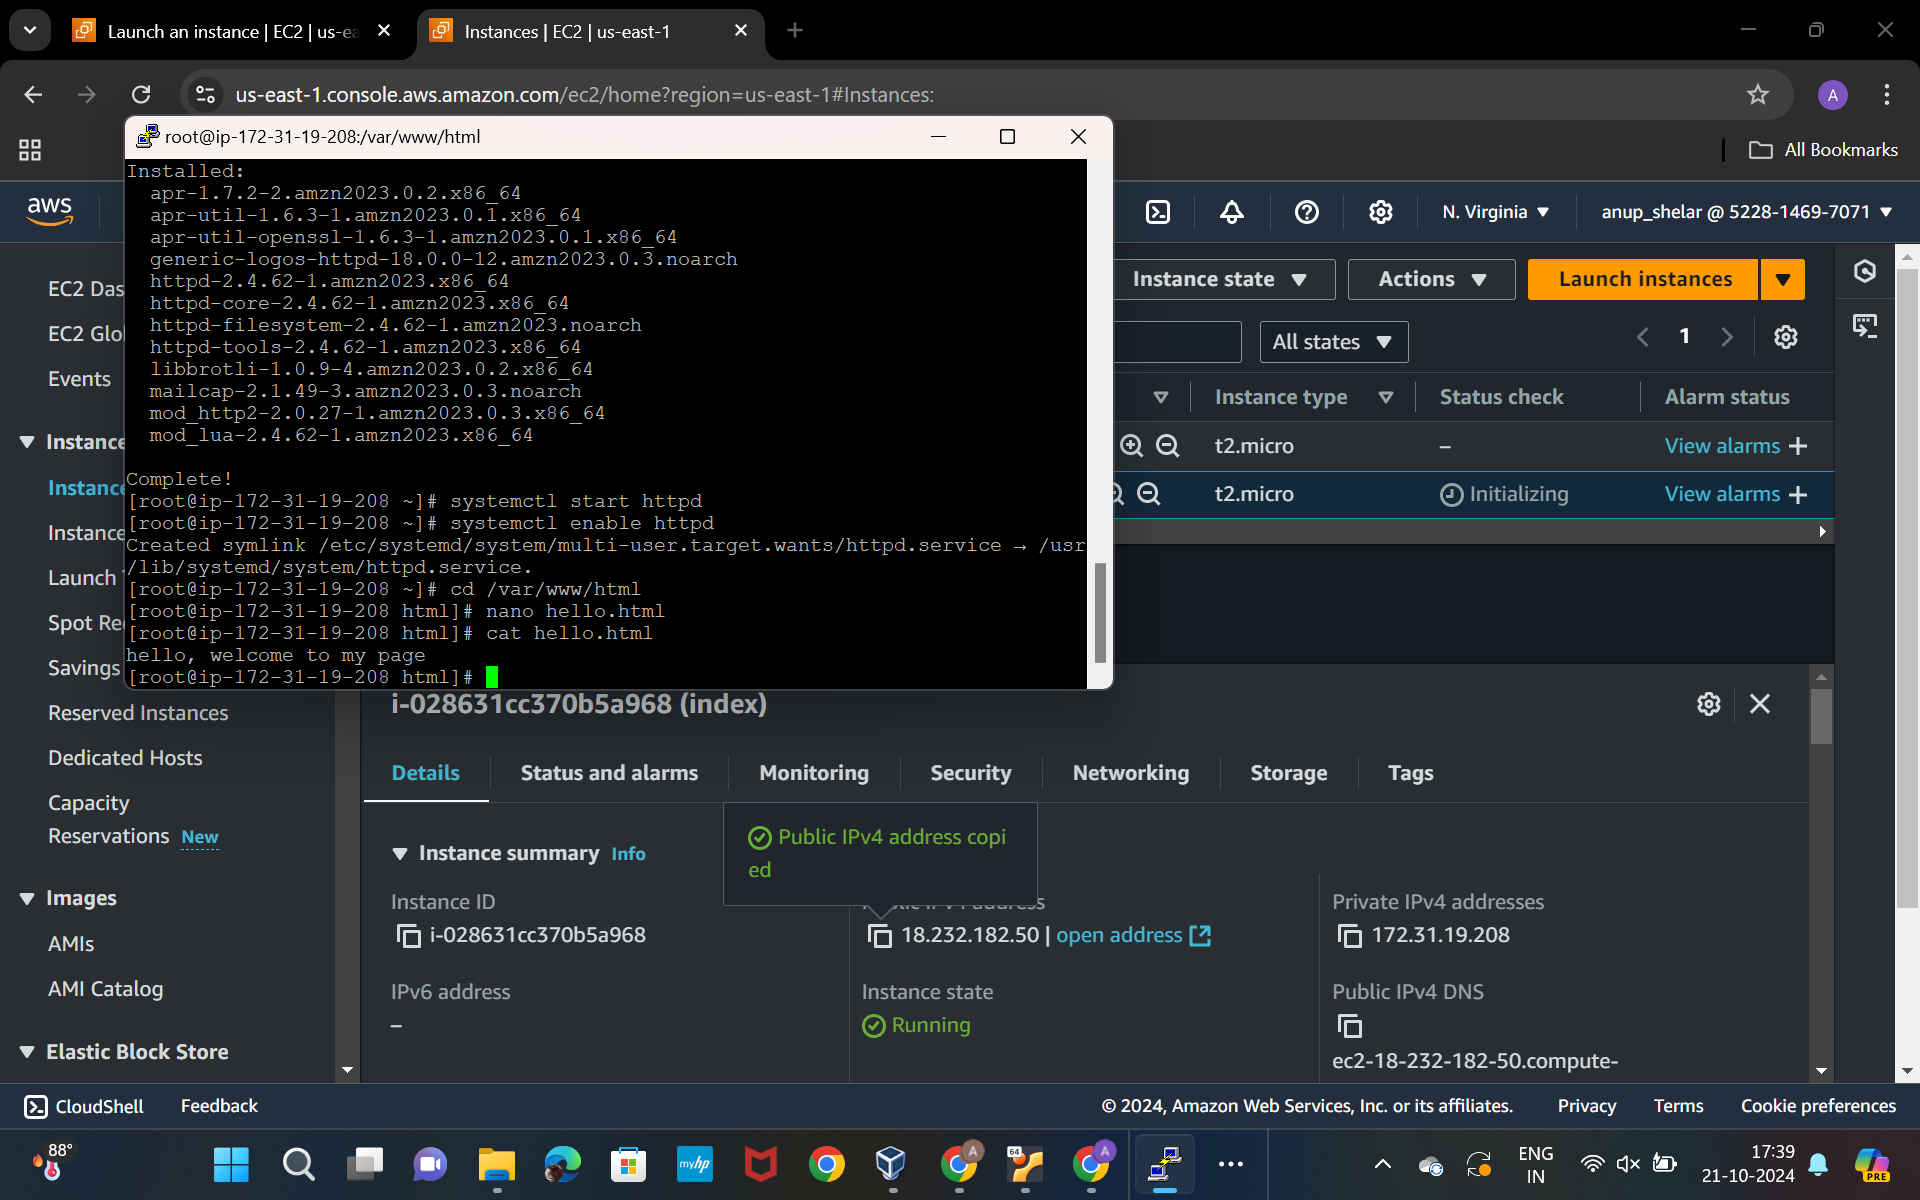 Launch an instance | EC2 | us-ea
Instances | EC2 | us-east-1
us-east-1.console.aws.amazon.com/ec2/home?region=us-east-1#Instances:
A
All Bookmarks
root@ip-172-31-19-208:/var/www/html
Installed:
apr-1.7.2-2.amzn2023.0.2.x86_64
apr-util-1.6.3-1.amzn2023.0.1.x86_64
apr-util-openssl-1.6.3-1.amzn2023.0.1.x86_64
generic-logos-httpd-18.0.0-12.amzn2023.0.3.noarch
httpd-2.4.62-1.amzn2023.x86_64
httpd-core-2.4.62-1.amzn2023.x86_64
httpd-filesystem-2.4.62-1.amzn2023.noarch
httpd-tools-2.4.62-1.amzn2023.x86_64
libbrotli-1.0.9-4.amzn2023.0.2.x86_64
mailcap-2.1.49-3.amzn2023.0.3.noarch
mod_http2-2.0.27-1.amzn2023.0.3.x86_64
mod_lua-2.4.62-1.amzn2023.x86_64
Complete!
[root@ip-172-31-19-208 ~]# systemctl start httpd
[root@ip-172-31-19-208 ~]# systemctl enable httpd
Created symlink /etc/systemd/system/multi-user.target.wants/httpd.service → /usr
/lib/systemd/system/httpd.service.
[root@ip-172-31-19-208 ~]# cd /var/www/html
[root@ip-172-31-19-208 html]# nano hello.html
[root@ip-172-31-19-208 html]# cat hello.html
hello, welcome to my page
[root@ip-172-31-19-208 html]#
aws
N. Virginia
anup_shelar @ 5228-1469-7071
Instance state
Actions
Launch instances
All states
1
Instance type
Status check
Alarm status
t2.micro
–
View alarms +
t2.micro
Initializing
View alarms +
EC2 Das
EC2 Glo
Events
Instance
Instance
Instance
Launch
Spot Re
Savings
Reserved Instances
Dedicated Hosts
Capacity
Reservations New
Images
AMIs
AMI Catalog
Elastic Block Store
i-028631cc370b5a968 (index)
Details
Status and alarms
Monitoring
Security
Networking
Storage
Tags
Public IPv4 address copi
ed
Instance summary Info
Instance ID
i-028631cc370b5a968
18.232.182.50 | open address
Private IPv4 addresses
172.31.19.208
IPv6 address
–
Instance state
Running
Public IPv4 DNS
ec2-18-232-182-50.compute-
CloudShell
Feedback
© 2024, Amazon Web Services, Inc. or its affiliates.
Privacy
Terms
Cookie preferences
88°
myhp
A
64
A
ENG
IN
17:39
21-10-2024
PRE